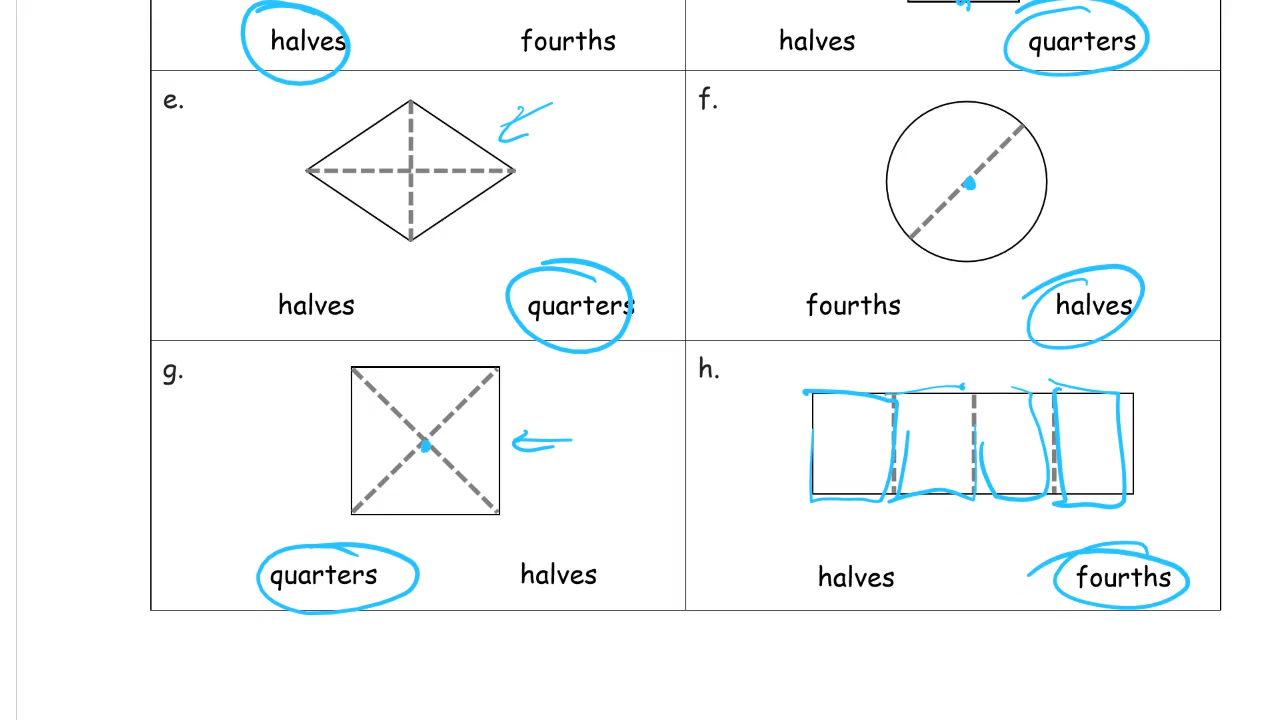 halves fourths halves quarters
e. f.
halves quarters fourths halves
g. h.
quarters halves halves fourths